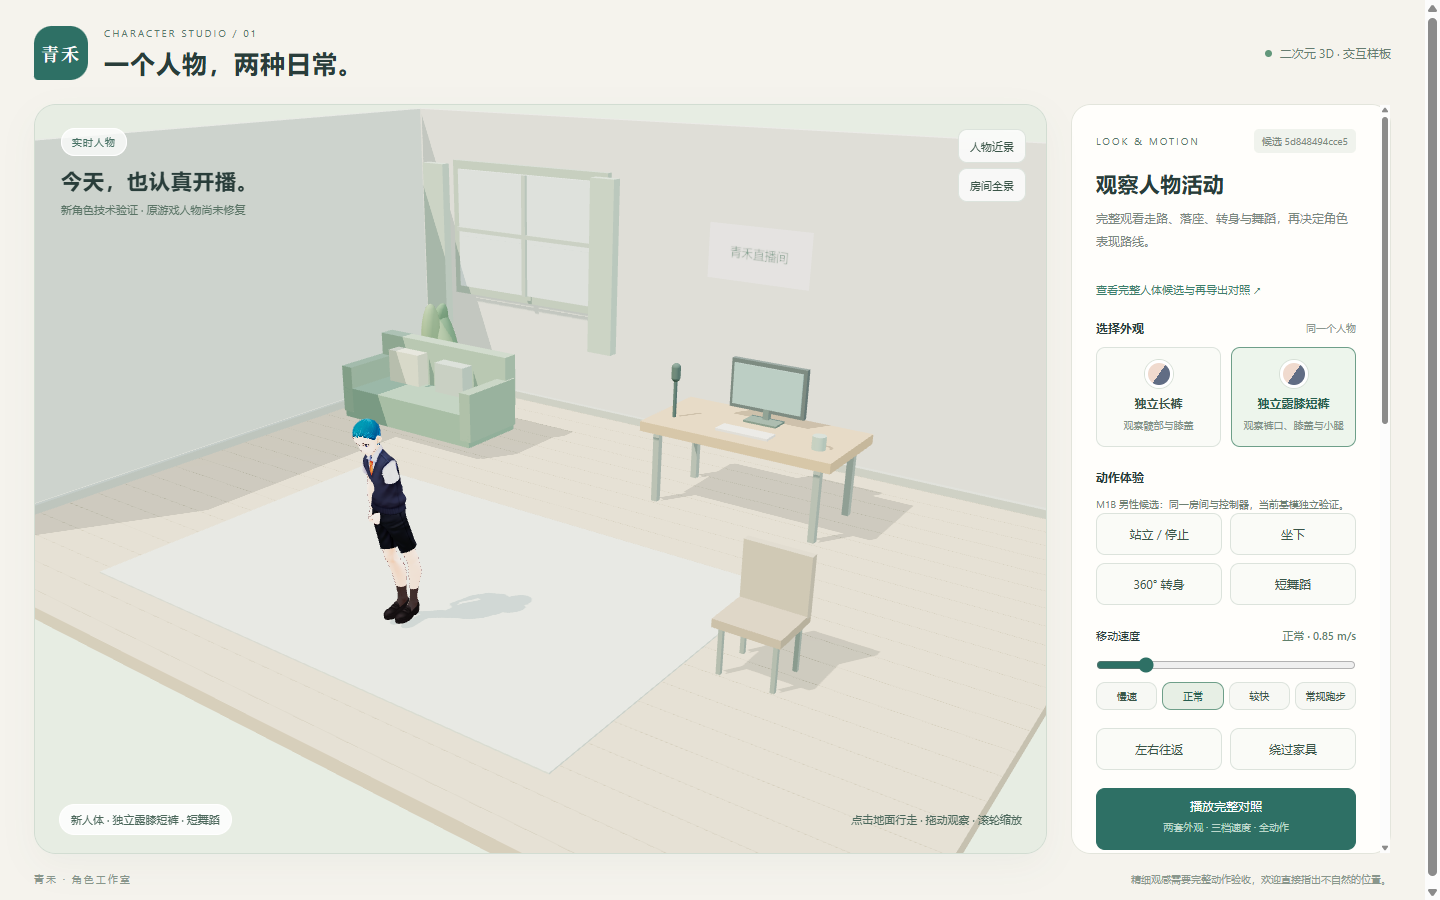 青禾
CHARACTER STUDIO / 01
一个人物，两种日常。
二次元 3D · 交互样板
实时人物
今天，也认真开播。
新角色技术验证 · 原游戏人物尚未修复
人物近景
房间全景
青禾直播间
新人体 · 独立露膝短裤 · 短舞蹈
点击地面行走 · 拖动观察 · 滚轮缩放
LOOK & MOTION
候选 5d848494cce5
观察人物活动
完整观看走路、落座、转身与舞蹈，再决定角色
表现路线。
查看完整人体候选与再导出对照 ↗
选择外观
同一个人物
独立长裤
观察髋部与膝盖
独立露膝短裤
观察裤口、膝盖与小腿
动作体验
M1B 男性候选：同一房间与控制器，当前基模独立验证。
站立 / 停止
坐下
360° 转身
短舞蹈
移动速度
正常 · 0.85 m/s
慢速
正常
较快
常规跑步
左右往返
绕过家具
播放完整对照
两套外观 · 三档速度 · 全动作
青禾 · 角色工作室
精细观感需要完整动作验收，欢迎直接指出不自然的位置。